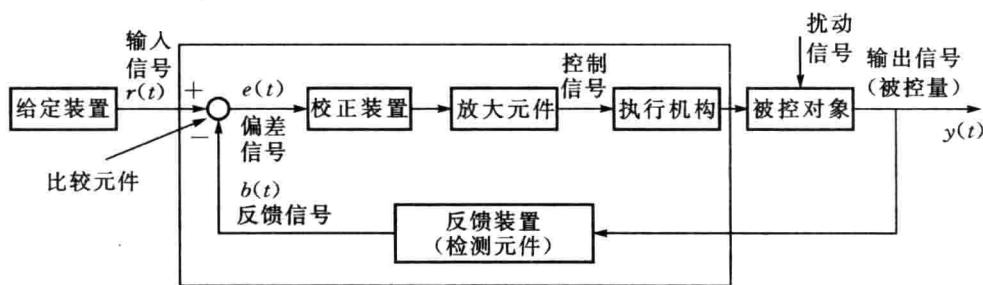 扰动
信号
输入
信号
r(t)
控制
信号
输出信号
(被控量)
给定装置
+
e(t)
校正装置
放大元件
执行机构
被控对象
−
偏差
信号
y(t)
比较元件
b(t)
反馈信号
反馈装置
(检测元件)